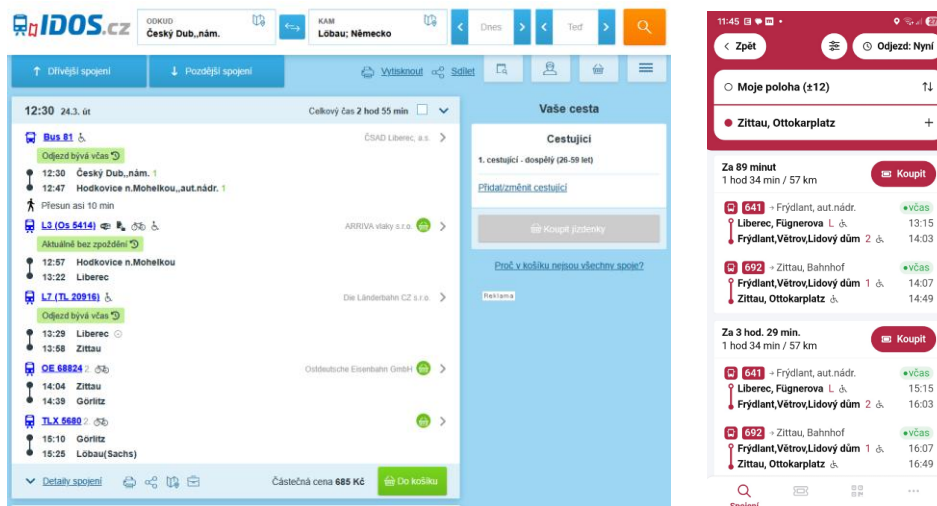 IDOS.cz
ODKUD
Český Dub,,nám.
KAM
Löbau; Německo
Dnes
Teď
Dřívější spojení
Pozdější spojení
Vytisknout
Sdílet
12:30 24.3. út
Celkový čas 2 hod 55 min
Bus 81
ČSAD Liberec, a.s.
Odjezd bývá včas
12:30 Český Dub,,nám. 1
12:47 Hodkovice n.Mohelkou,,aut.nádr. 1
Přesun asi 10 min
L3 (Os 5414)
ARRIVA vlaky s.r.o.
Aktuálně bez zpoždění
12:57 Hodkovice n.Mohelkou
13:22 Liberec
L7 (TL 20916)
Die Länderbahn CZ s.r.o.
Odjezd bývá včas
13:29 Liberec
13:58 Zittau
OE 68824 2
Ostdeutsche Eisenbahn GmbH
14:04 Zittau
14:39 Görlitz
TLX 5680 2
15:10 Görlitz
15:25 Löbau(Sachs)
Detaily spojení
Částečná cena 685 Kč
Do košíku
Vaše cesta
Cestující
1. cestující - dospělý (26-59 let)
Přidat/změnit cestující
Koupit jízdenky
Proč v košíku nejsou všechny spoje?
Reklama
11:45
Zpět
Odjezd: Nyní
Moje poloha (±12)
Zittau, Ottokarplatz
Za 89 minut
1 hod 34 min / 57 km
Koupit
641 → Frýdlant, aut.nádr.
včas
Liberec, Fügnerova L 13:15
Frýdlant,Větrov,Lidový dům 2 14:03
692 → Zittau, Bahnhof
včas
Frýdlant,Větrov,Lidový dům 1 14:07
Zittau, Ottokarplatz 14:49
Za 3 hod. 29 min.
1 hod 34 min / 57 km
Koupit
641 → Frýdlant, aut.nádr.
včas
Liberec, Fügnerova L 15:15
Frýdlant,Větrov,Lidový dům 2 16:03
692 → Zittau, Bahnhof
včas
Frýdlant,Větrov,Lidový dům 1 16:07
Zittau, Ottokarplatz 16:49
Spojení